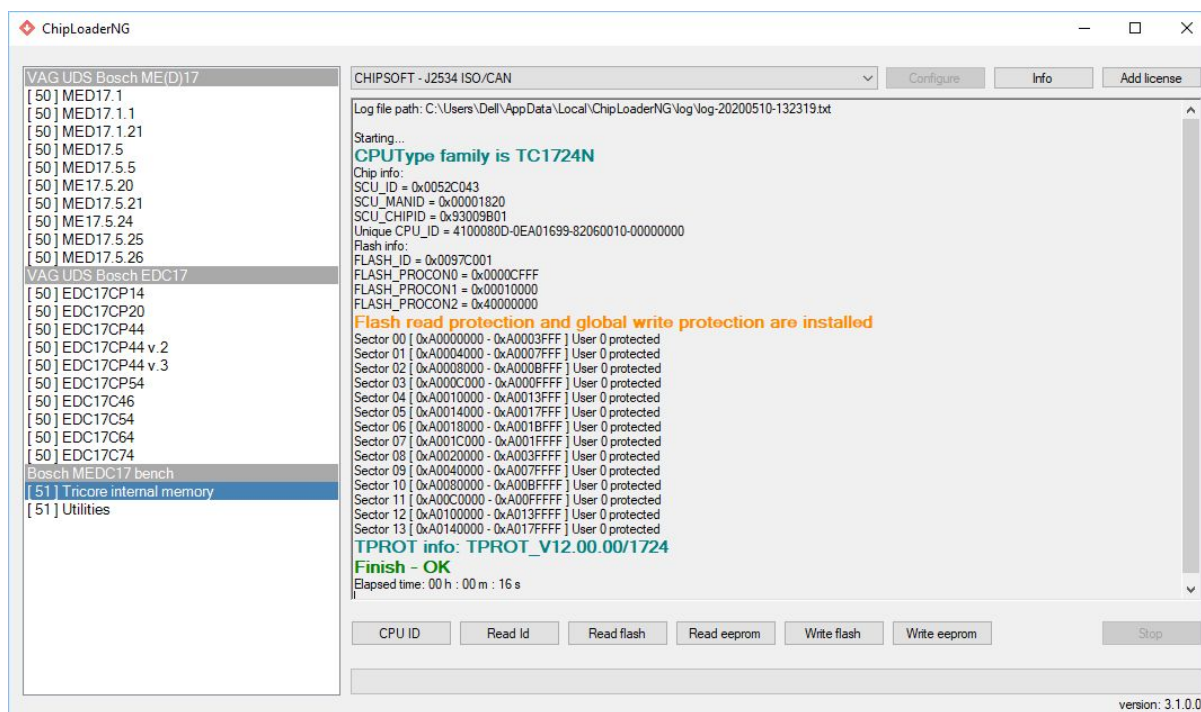 ChipLoaderNG
VAG UDS Bosch ME(D)17
[ 50 ] MED17.1
[ 50 ] MED17.1.1
[ 50 ] MED17.1.21
[ 50 ] MED17.5
[ 50 ] MED17.5.5
[ 50 ] ME17.5.20
[ 50 ] MED17.5.21
[ 50 ] ME17.5.24
[ 50 ] MED17.5.25
[ 50 ] MED17.5.26
VAG UDS Bosch EDC17
[ 50 ] EDC17CP14
[ 50 ] EDC17CP20
[ 50 ] EDC17CP44
[ 50 ] EDC17CP44 v.2
[ 50 ] EDC17CP44 v.3
[ 50 ] EDC17CP54
[ 50 ] EDC17C46
[ 50 ] EDC17C54
[ 50 ] EDC17C64
[ 50 ] EDC17C74
Bosch MEDC17 bench
[ 51 ] Tricore internal memory
[ 51 ] Utilities
CHIPSOFT - J2534 ISO/CAN
Configure
Info
Add license
Log file path: C:\Users\Dell\AppData\Local\ChipLoaderNG\log\log-20200510-132319.txt
Starting...
CPUType family is TC1724N
Chip info:
SCU_ID = 0x0052C043
SCU_MANID = 0x00001820
SCU_CHIPID = 0x93009B01
Unique CPU_ID = 4100080D-0EA01699-82060010-00000000
Flash info:
FLASH_ID = 0x0097C001
FLASH_PROCON0 = 0x0000CFFF
FLASH_PROCON1 = 0x00010000
FLASH_PROCON2 = 0x40000000
Flash read protection and global write protection are installed
Sector 00 [ 0xA0000000 - 0xA0003FFF ] User 0 protected
Sector 01 [ 0xA0004000 - 0xA0007FFF ] User 0 protected
Sector 02 [ 0xA0008000 - 0xA000BFFF ] User 0 protected
Sector 03 [ 0xA000C000 - 0xA000FFFF ] User 0 protected
Sector 04 [ 0xA0010000 - 0xA0013FFF ] User 0 protected
Sector 05 [ 0xA0014000 - 0xA0017FFF ] User 0 protected
Sector 06 [ 0xA0018000 - 0xA001BFFF ] User 0 protected
Sector 07 [ 0xA001C000 - 0xA001FFFF ] User 0 protected
Sector 08 [ 0xA0020000 - 0xA003FFFF ] User 0 protected
Sector 09 [ 0xA0040000 - 0xA007FFFF ] User 0 protected
Sector 10 [ 0xA0080000 - 0xA00BFFFF ] User 0 protected
Sector 11 [ 0xA00C0000 - 0xA00FFFFF ] User 0 protected
Sector 12 [ 0xA0100000 - 0xA013FFFF ] User 0 protected
Sector 13 [ 0xA0140000 - 0xA017FFFF ] User 0 protected
TPROT info: TPROT_V12.00.00/1724
Finish - OK
Elapsed time: 00 h : 00 m : 16 s
CPU ID
Read Id
Read flash
Read eeprom
Write flash
Write eeprom
Stop
version: 3.1.0.0